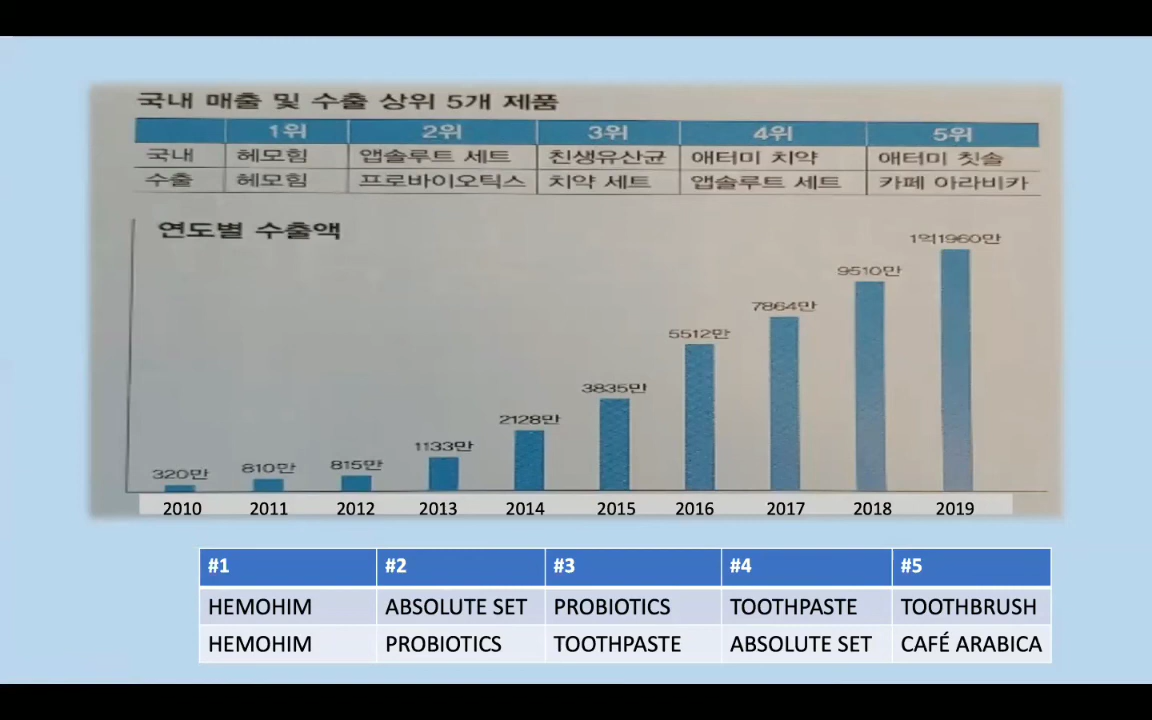 국내 매출 및 수출 상위 5개 제품
1위 2위 3위 4위 5위
국내 헤모힘 앱솔루트 세트 친생유산균 애터미 치약 애터미 칫솔
수출 헤모힘 프로바이오틱스 치약 세트 앱솔루트 세트 카페 아라비카
연도별 수출액
320만 810만 815만 1133만 2128만 3835만 5512만 7864만 9510만 1억1960만
2010 2011 2012 2013 2014 2015 2016 2017 2018 2019
#1 #2 #3 #4 #5
HEMOHIM ABSOLUTE SET PROBIOTICS TOOTHPASTE TOOTHBRUSH
HEMOHIM PROBIOTICS TOOTHPASTE ABSOLUTE SET CAFÉ ARABICA